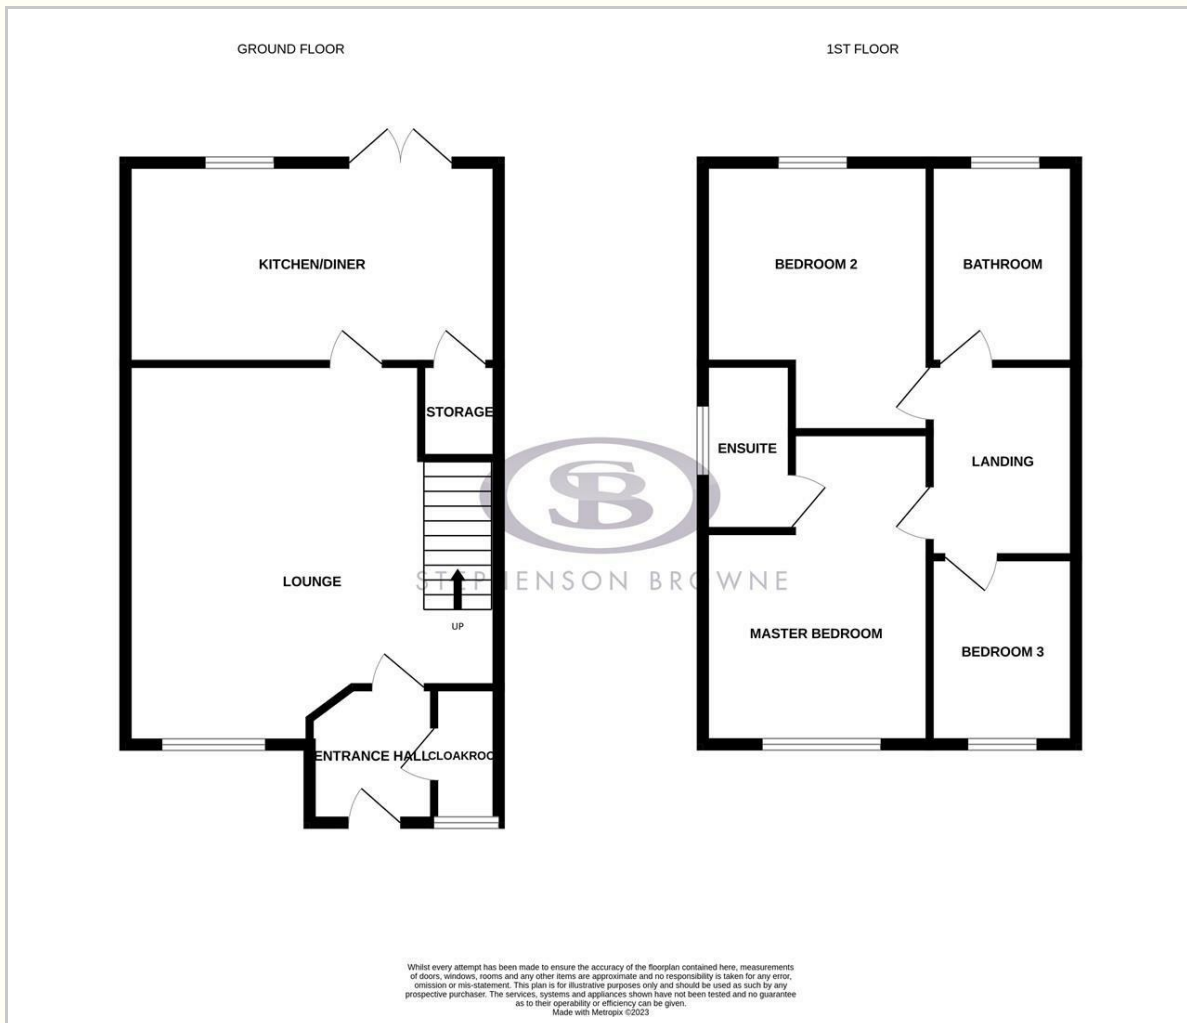 GROUND FLOOR
1ST FLOOR
KITCHEN/DINER
BEDROOM 2
BATHROOM
STORAGE
ENSUITE
LANDING
SB
STEPHENSON BROWNE
LOUNGE
UP
MASTER BEDROOM
BEDROOM 3
ENTRANCE HALL
CLOAKROO
Whilst every attempt has been made to ensure the accuracy of the floorplan contained here, measurements
of doors, windows, rooms and any other items are approximate and no responsibility is taken for any error,
omission or mis-statement. This plan is for illustrative purposes only and should be used as such by any
prospective purchaser. The services, systems and appliances shown have not been tested and no guarantee
as to their operability or efficiency can be given.
Made with Metropix ©2023